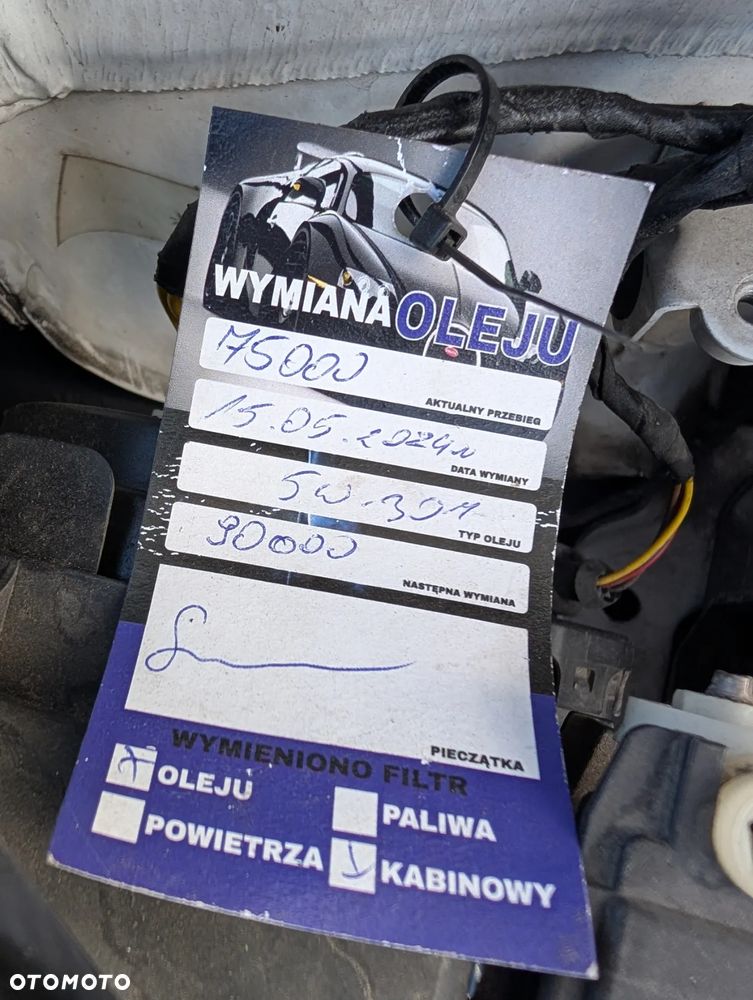 WYMIANA OLEJU
75000
AKTUALNY PRZEBIEG
15.05.2024r
DATA WYMIANY
5W.30
TYP OLEJU
90000
NASTĘPNA WYMIANA
PIECZĄTKA
WYMIENIONO FILTR
OLEJU
PALIWA
POWIETRZA
KABINOWY
OTOMOTO